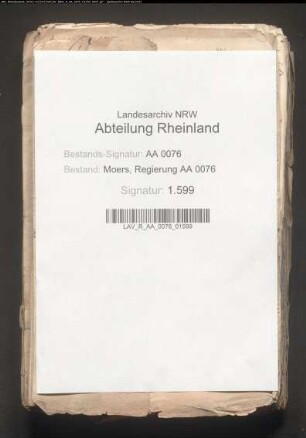 Landesarchiv NRW
Abteilung Rheinland
Bestands-Signatur: AA 0076
Bestand: Moers, Regierung AA 0076
Signatur: 1.599
LAV_R_AA_0076_01599